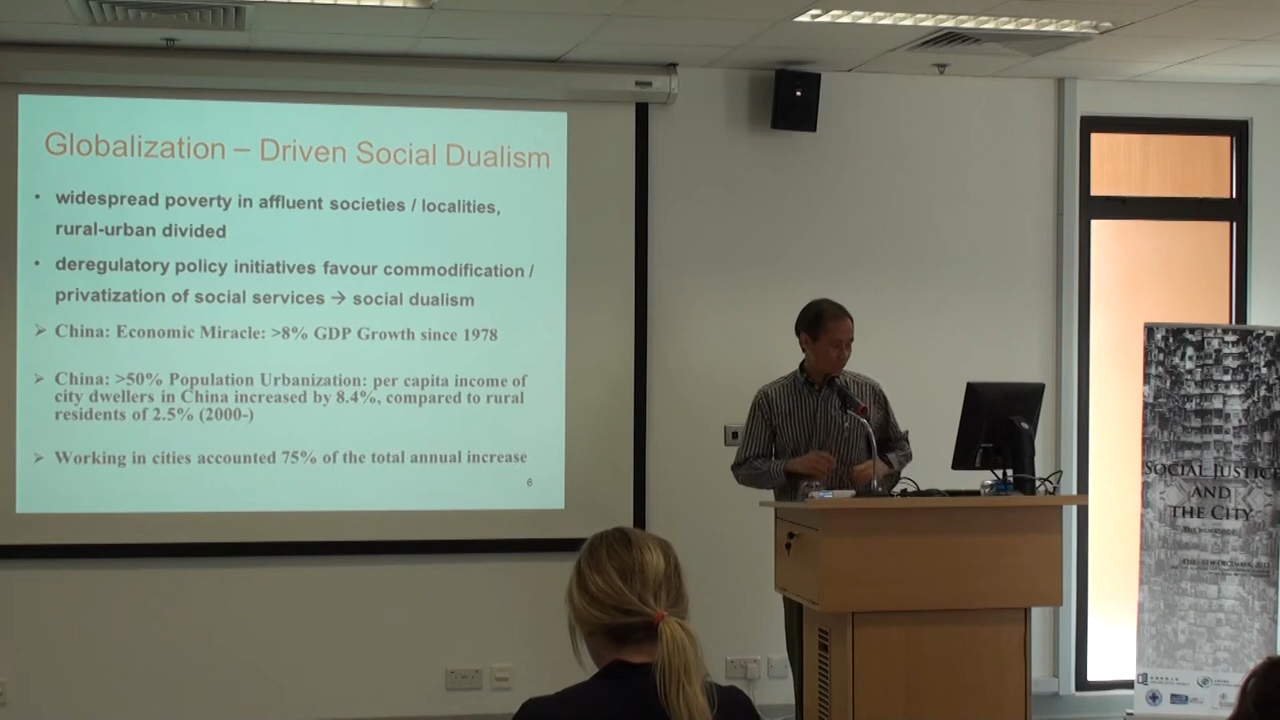 Globalization – Driven Social Dualism
• widespread poverty in affluent societies / localities,
rural-urban divided
• deregulatory policy initiatives favour commodification /
privatization of social services → social dualism
➢ China: Economic Miracle: >8% GDP Growth since 1978
➢ China: >50% Population Urbanization: per capita income of
city dwellers in China increased by 8.4%, compared to rural
residents of 2.5% (2000-)
➢ Working in cities accounted 75% of the total annual increase
6
Social Justice
and
the City